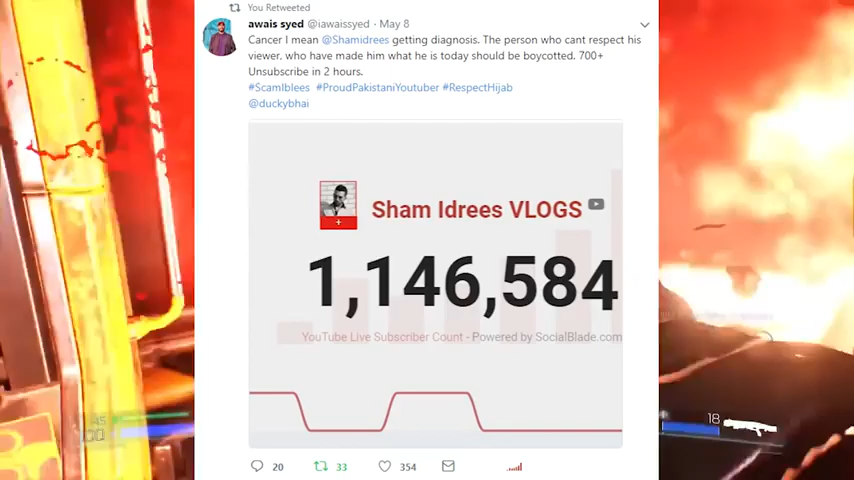 You Retweeted
awais syed @iawaissyed · May 8
Cancer I mean @Shamidrees getting diagnosis. The person who cant respect his
viewer. who have made him what he is today should be boycotted. 700+
Unsubscribe in 2 hours.
#ScamIblees #ProudPakistaniYoutuber #RespectHijab
@duckybhai
Sham Idrees VLOGS
1,146,584
YouTube Live Subscriber Count - Powered by SocialBlade.com
20 33 354
18